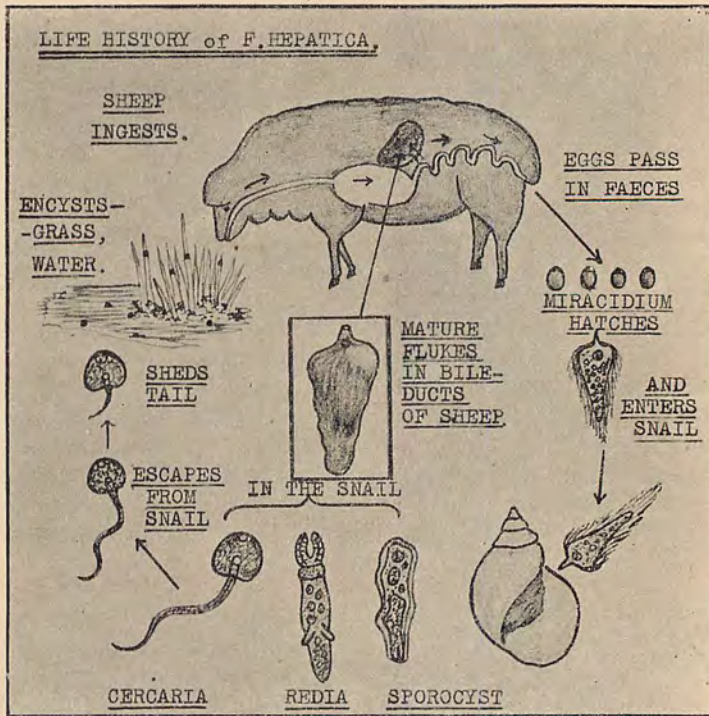 LIFE HISTORY of F.HEPATICA.
SHEEP
INGESTS.
EGGS PASS
IN FAECES
ENCYSTS-
-GRASS,
WATER.
MIRACIDIUM
HATCHES
MATURE
FLUKES
IN BILE-
DUCTS
OF SHEEP.
SHEDS
TAIL
AND
ENTERS
SNAIL
ESCAPES
FROM
SNAIL
IN THE SNAIL
CERCARIA
REDIA
SPOROCYST